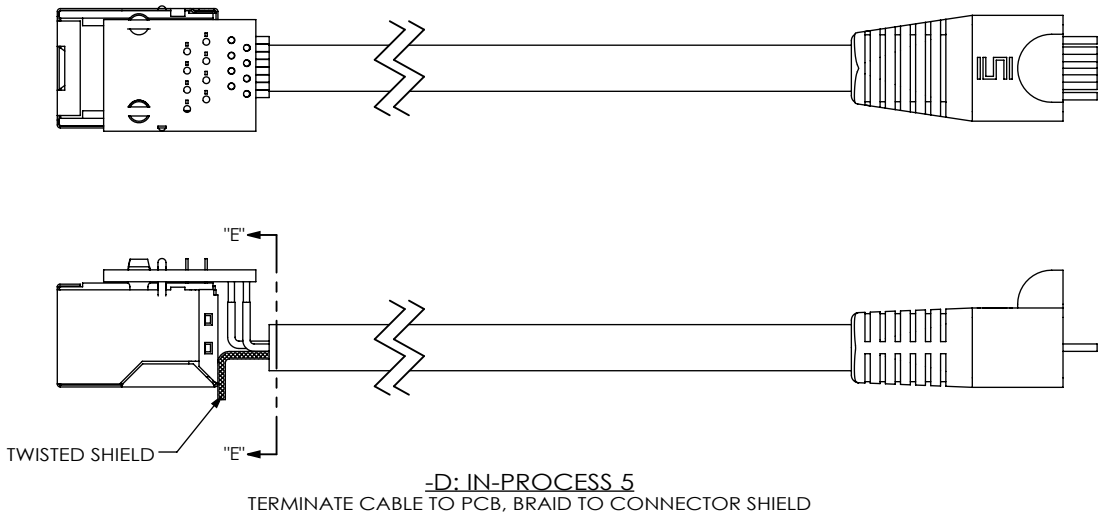 "E"
TWISTED SHIELD
"E"
-D: IN-PROCESS 5
TERMINATE CABLE TO PCB, BRAID TO CONNECTOR SHIELD